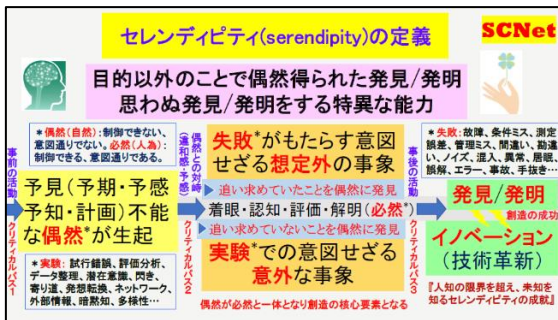 セレンディピティ(serendipity)の定義
SCNet
目的以外のことで偶然得られた発見/発明
思わぬ発見/発明をする特異な能力
事前の活動
クリティカルパス1
*偶然(自然):制御できない、
意図通りでない。必然(人為):
制御できる、意図通りである。
予見(予期・予感
予知・計画)不能
な偶然*が生起
*実験:試行錯誤、評価分析、
データ整理、潜在意識、閃き、
寄り道、発想転換、ネットワーク、
外部情報、暗黙知、多様性…
偶然との対峙
(違和感・予感)
クリティカルパス2
失敗*がもたらす意図
せざる想定外の事象
追い求めていたことを偶然に発見
着眼・認知・評価・解明(必然*)
追い求めていないことを偶然に発見
実験*での意図せざる
意外な事象
偶然が必然と一体となり創造の核心要素となる
事後の活動
クリティカルパス3
*失敗:故障、条件ミス、測定
誤差、管理ミス、間違い、勘違
い、ノイズ、混入、異常、居眠、
誤解、エラー、事故、手抜き…
発見/発明
創造の成功
イノベーション
(技術革新)
『人知の限界を超え、未知を
知るセレンディピティの成就』